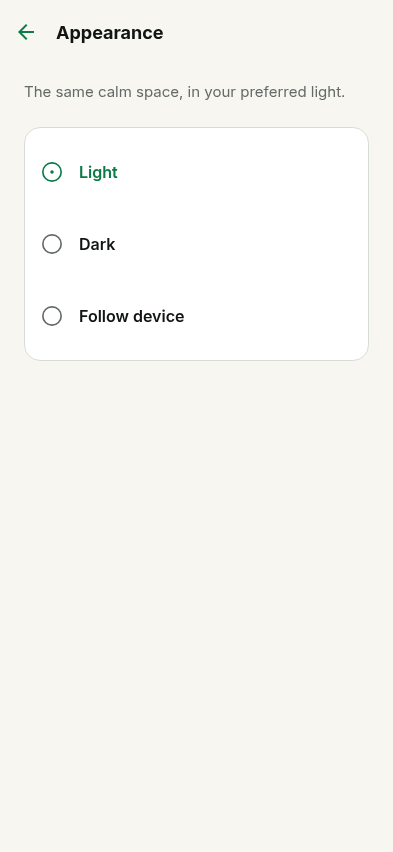 Appearance
The same calm space, in your preferred light.
Light
Dark
Follow device